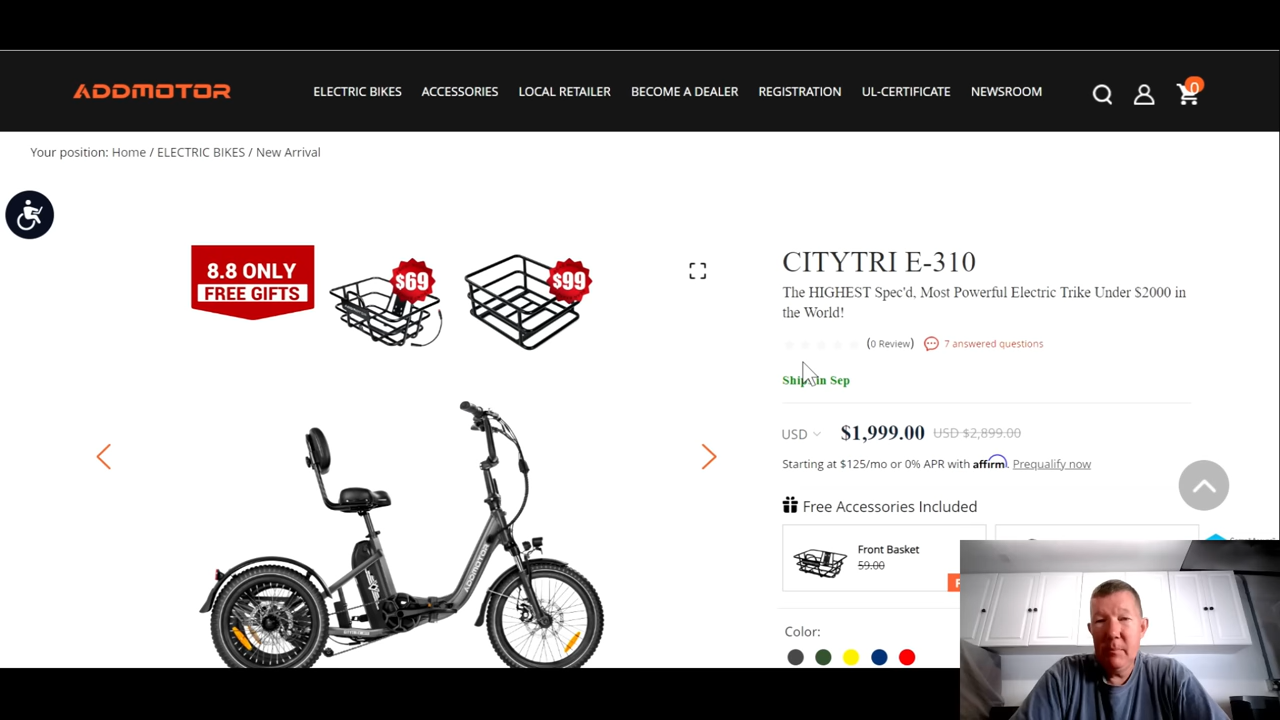 ADDMOTOR
ELECTRIC BIKES
ACCESSORIES
LOCAL RETAILER
BECOME A DEALER
REGISTRATION
UL-CERTIFICATE
NEWSROOM
0
Your position: Home / ELECTRIC BIKES / New Arrival
8.8 ONLY
FREE GIFTS
$69
$99
CITYTRI E-310
The HIGHEST Spec'd, Most Powerful Electric Trike Under $2000 in
the World!
(0 Review)
7 answered questions
Ship in Sep
USD
$1,999.00
USD $2,899.00
Starting at $125/mo or 0% APR with affirm. Prequalify now
Free Accessories Included
Front Basket
59.00
ADDMOTOR
Color: